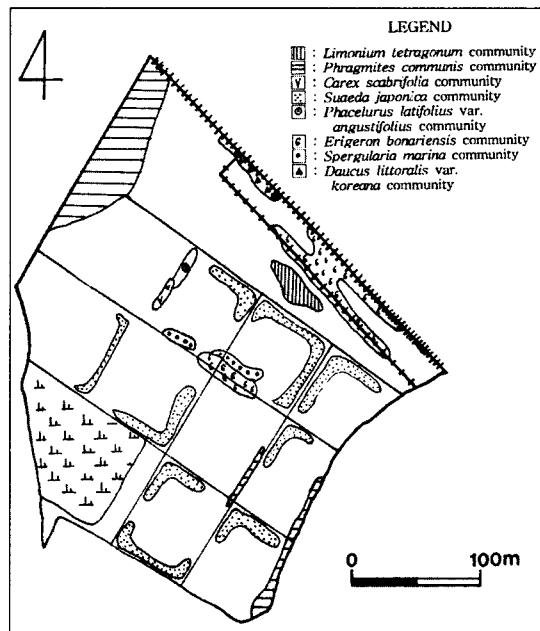 LEGEND
: Limonium tetragonum community
: Phragmites communis community
: Carex scabrifolia community
: Suaeda japonica community
: Phacelurus latifolius var.
angustifolius community
: Erigeron bonariensis community
: Spergularia marina community
: Daucus littoralis var.
koreana community
4
0 100m